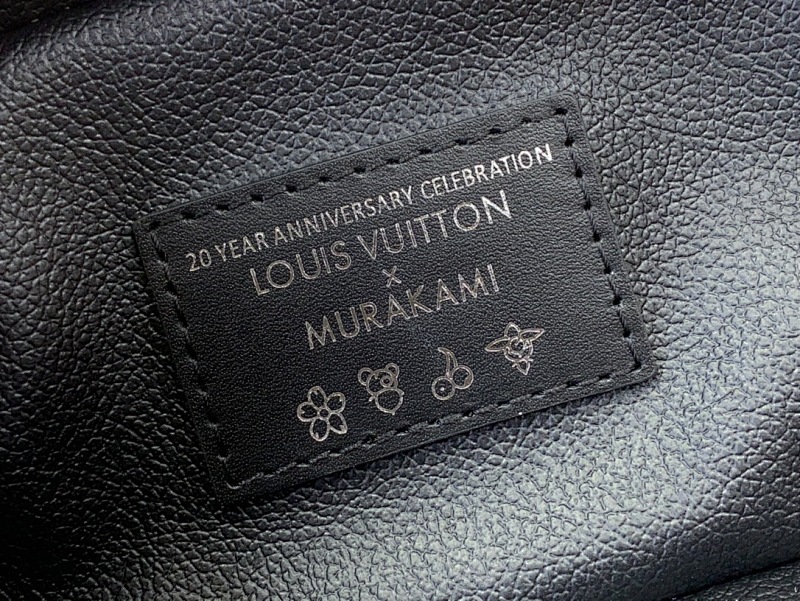 20 YEAR ANNIVERSARY CELEBRATION
LOUIS VUITTON
x
MURAKAMI